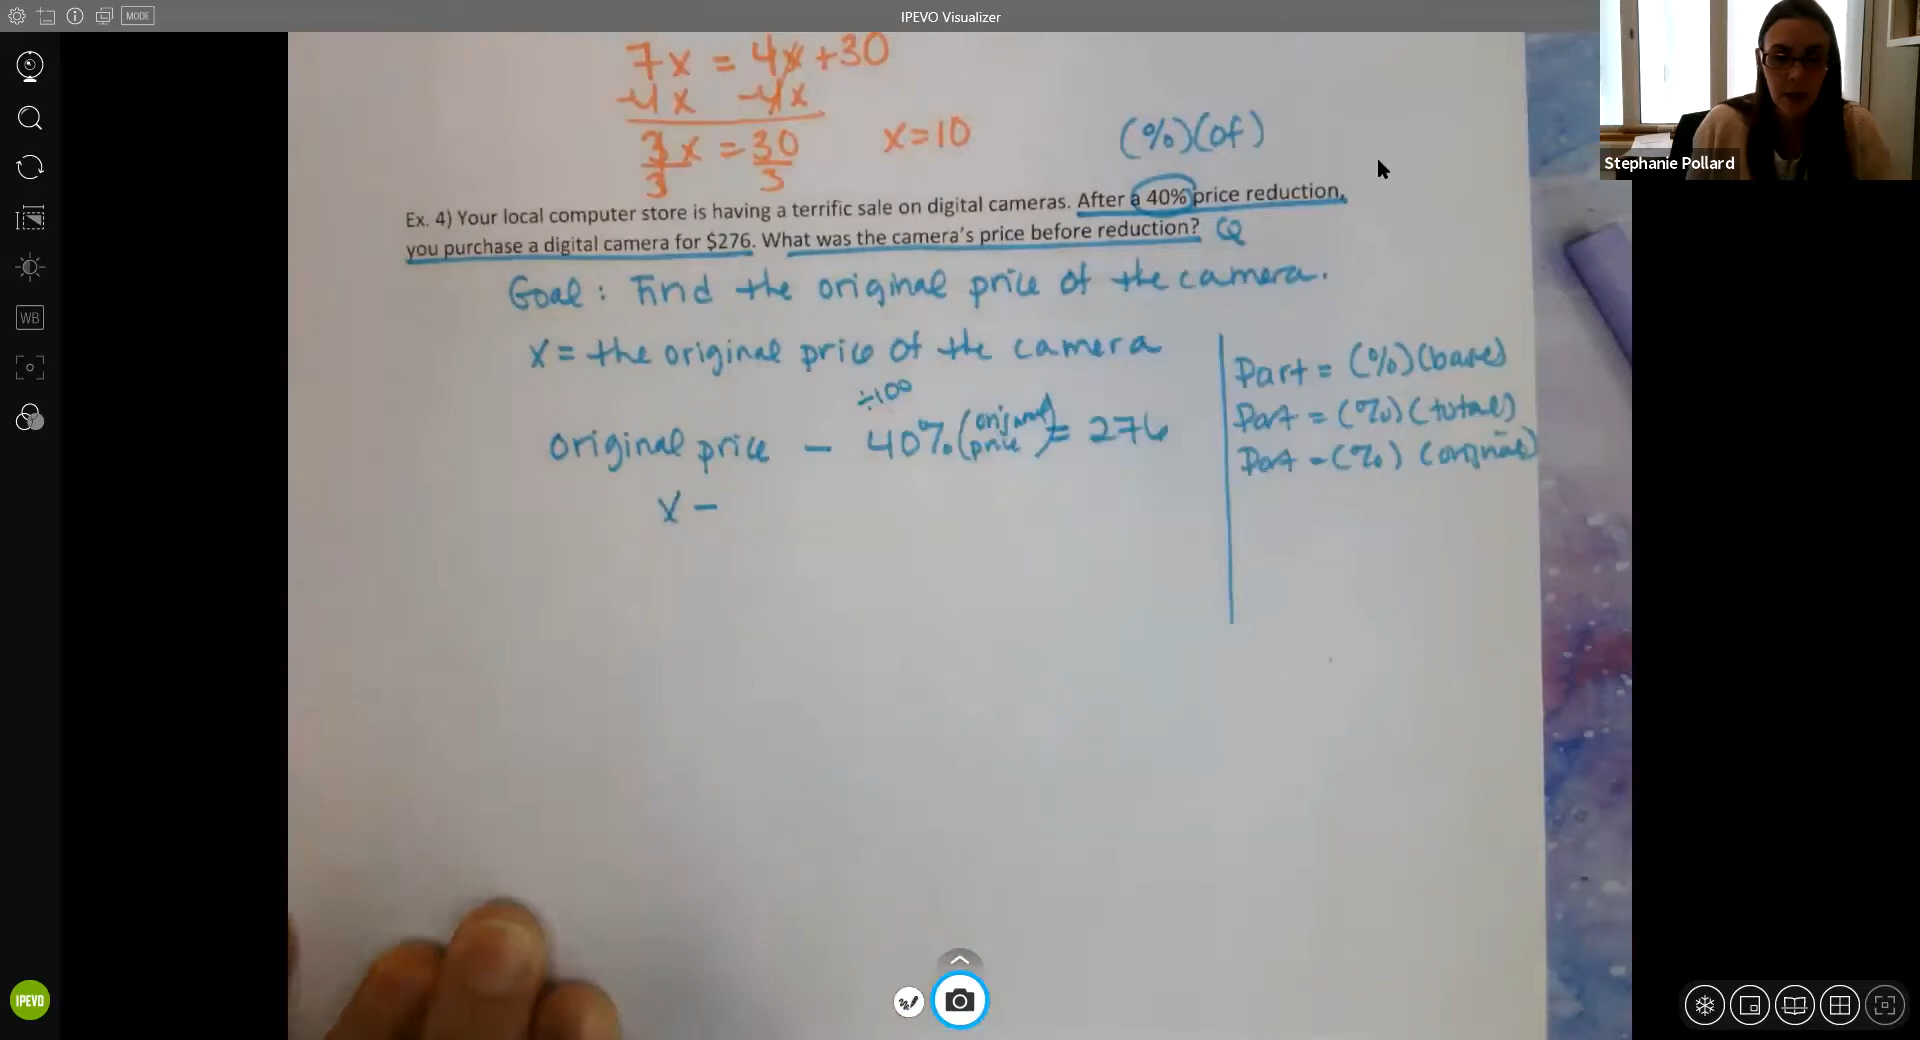 MODE
IPEVO Visualizer
Stephanie Pollard
WB
7x = 4x + 30
-4x -4x
3x = 30
3 3
x = 10
(%)(of)
Ex. 4) Your local computer store is having a terrific sale on digital cameras. After a 40% price reduction,
you purchase a digital camera for $276. What was the camera's price before reduction? Q
Goal: Find the original price of the camera.
x = the original price of the camera
÷100
original price - 40% (original price) = 276
x -
Part = (%)(base)
Part = (%)(total)
Part = (%)(original)
IPEVO